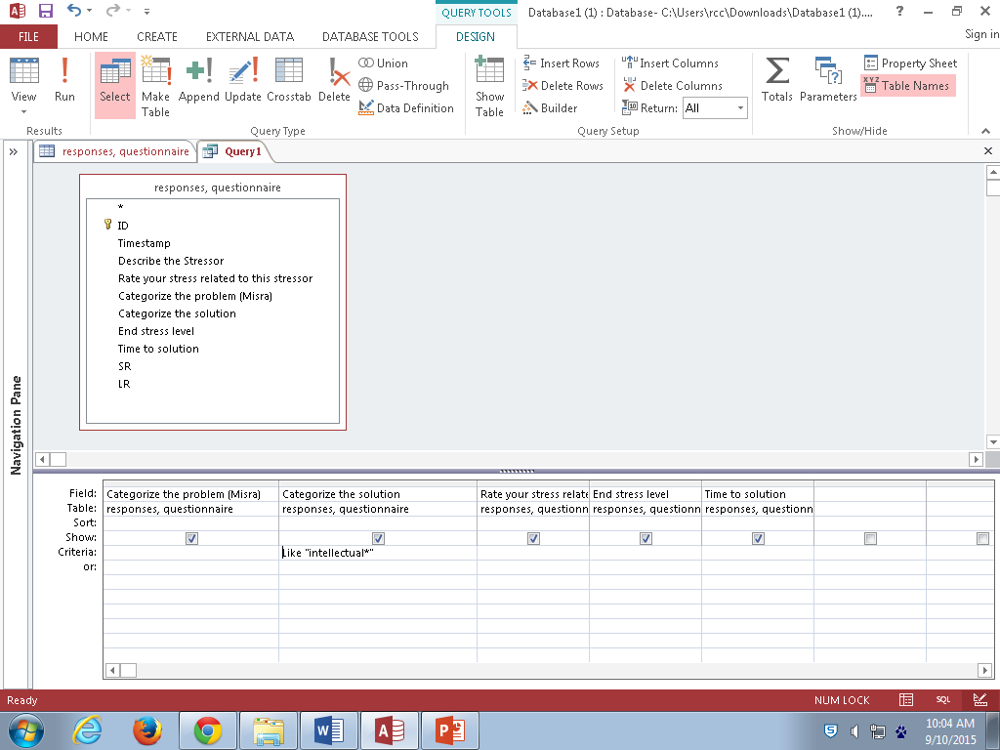 QUERY TOOLS
Database1 (1) : Database- C:\Users\rcc\Downloads\Database1 (1)....
?
FILE HOME CREATE EXTERNAL DATA DATABASE TOOLS DESIGN Sign in
View
Run
Results
Select
Make Table
Append
Update
Crosstab
Delete
Union
Pass-Through
Data Definition
Query Type
Show Table
Insert Rows
Delete Rows
Builder
Insert Columns
Delete Columns
Return: All
Query Setup
Totals
Parameters
Property Sheet
XYZ Table Names
Show/Hide
responses, questionnaire
Query1
Navigation Pane
responses, questionnaire
*
ID
Timestamp
Describe the Stressor
Rate your stress related to this stressor
Categorize the problem (Misra)
Categorize the solution
End stress level
Time to solution
SR
LR
Field: Categorize the problem (Misra) Categorize the solution Rate your stress relate End stress level Time to solution
Table: responses, questionnaire responses, questionnaire responses, questionn responses, questionn responses, questionn
Sort:
Show:
Criteria: Like "intellectual*"
or:
Ready
NUM LOCK
SQL
10:04 AM
9/10/2015